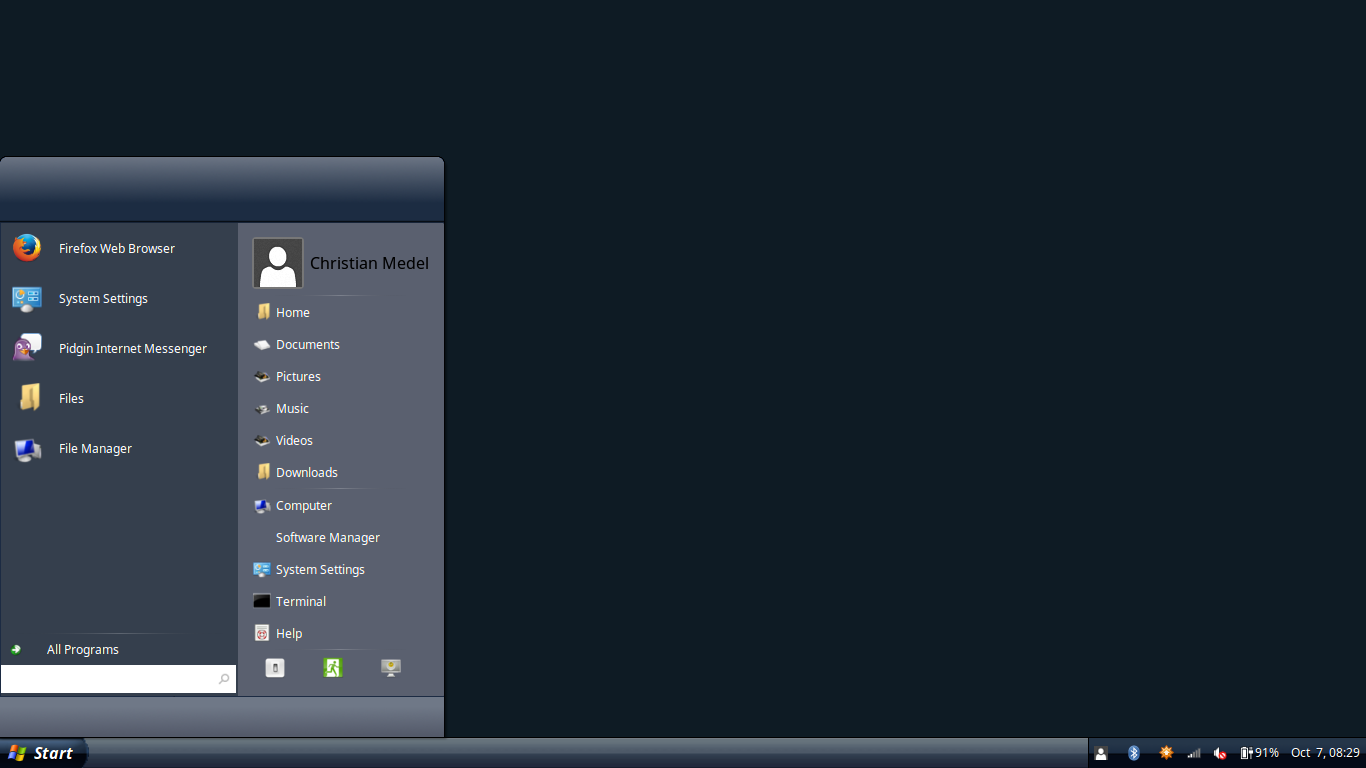 Firefox Web Browser
System Settings
Pidgin Internet Messenger
Files
File Manager
All Programs
Christian Medel
Home
Documents
Pictures
Music
Videos
Downloads
Computer
Software Manager
System Settings
Terminal
Help
Start
91%
Oct 7, 08:29